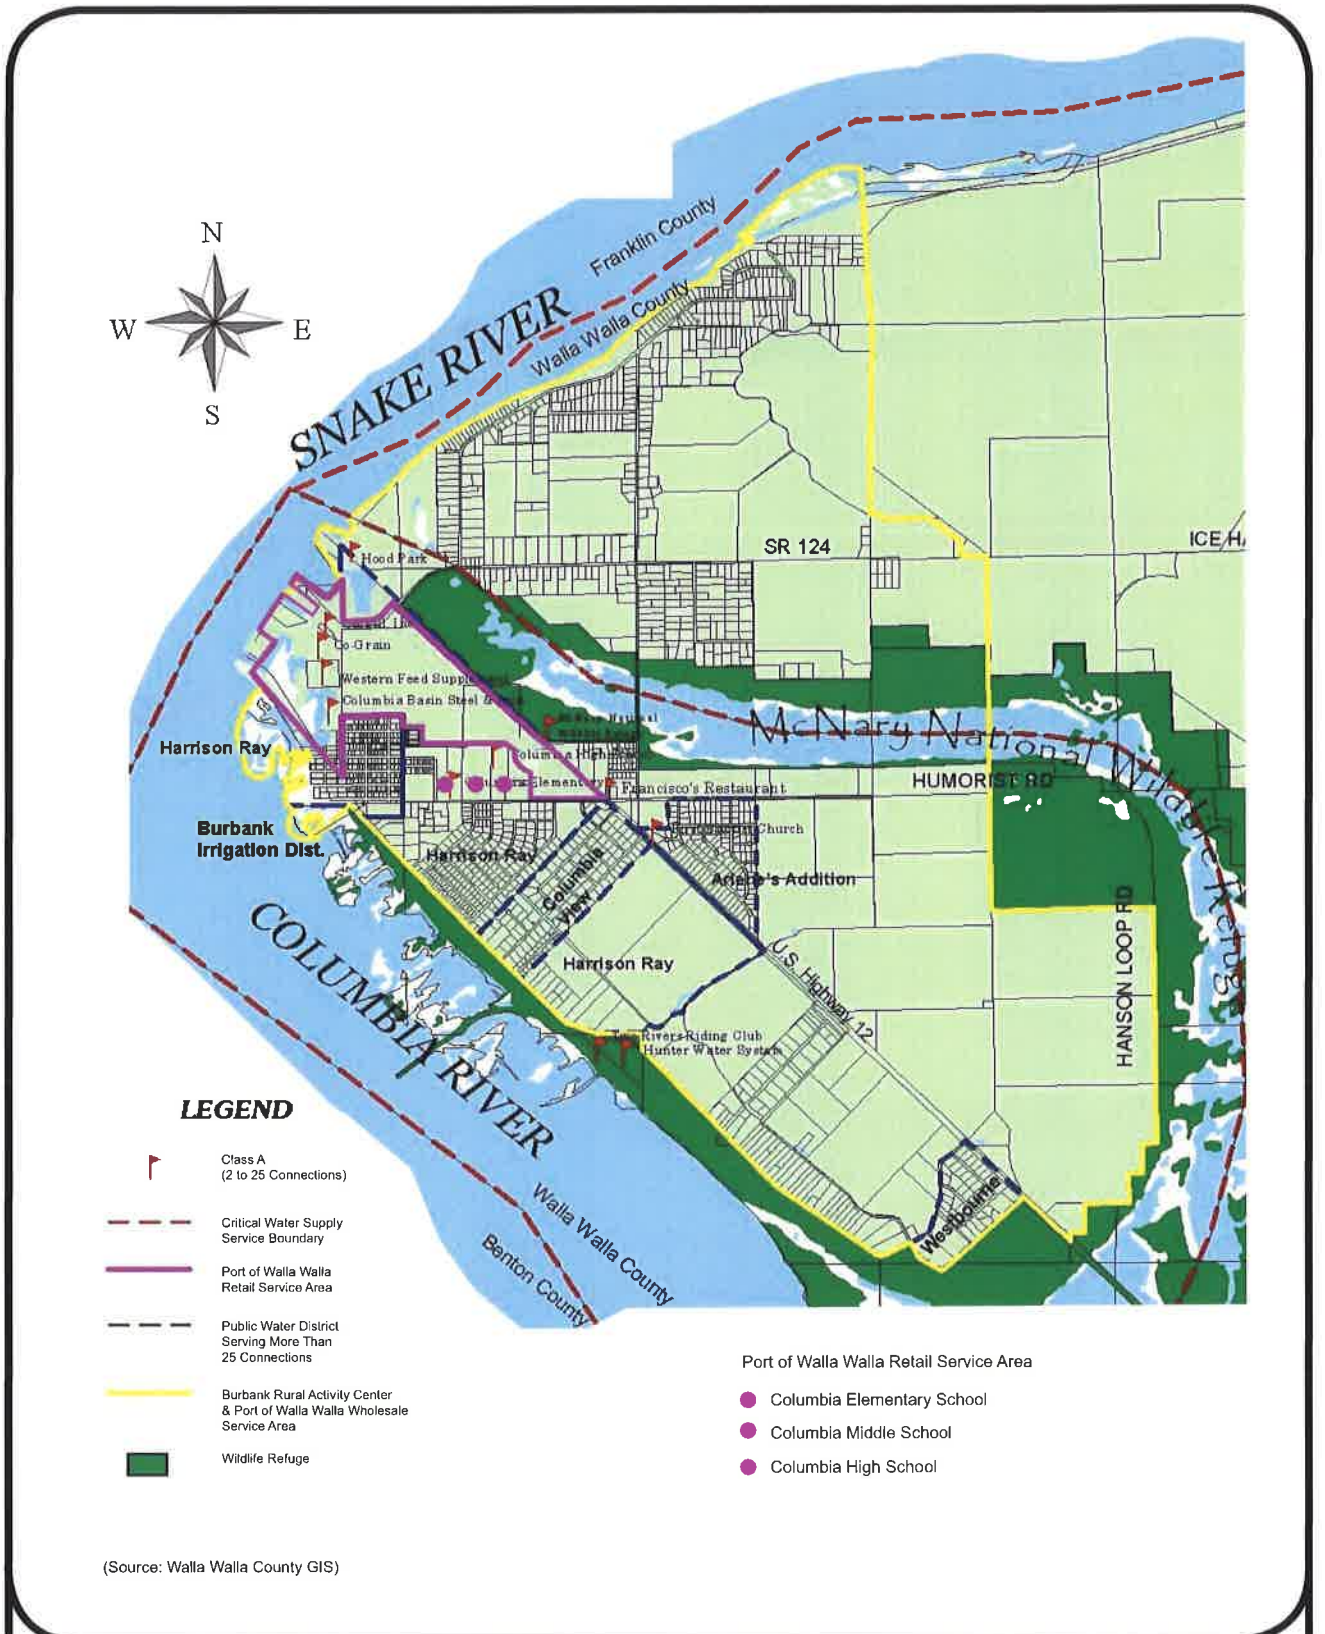 N
W
E
S
SNAKE RIVER
Franklin County
Walla Walla County
SR 124
ICE H
Hood Park
Co-Grain
Western Feed
Columbia Basin Steel &
Harrison Ray
McNary National Wildlife Refuge
HUMORIST RD
Francisco's Restaurant
Church
Burbank
Irrigation Dist.
Harrison Ray
Columbia
View
Addition
Harrison Ray
COLUMBIA RIVER
U.S. Highway 12
HANSON LOOP RD
Rivers Riding Club
Hunter Water System
Westbourne
Walla Walla County
Benton County
LEGEND
Class A
(2 to 25 Connections)
Critical Water Supply
Service Boundary
Port of Walla Walla
Retail Service Area
Public Water District
Serving More Than
25 Connections
Burbank Rural Activity Center
& Port of Walla Walla Wholesale
Service Area
Wildlife Refuge
Port of Walla Walla Retail Service Area
Columbia Elementary School
Columbia Middle School
Columbia High School
(Source: Walla Walla County GIS)